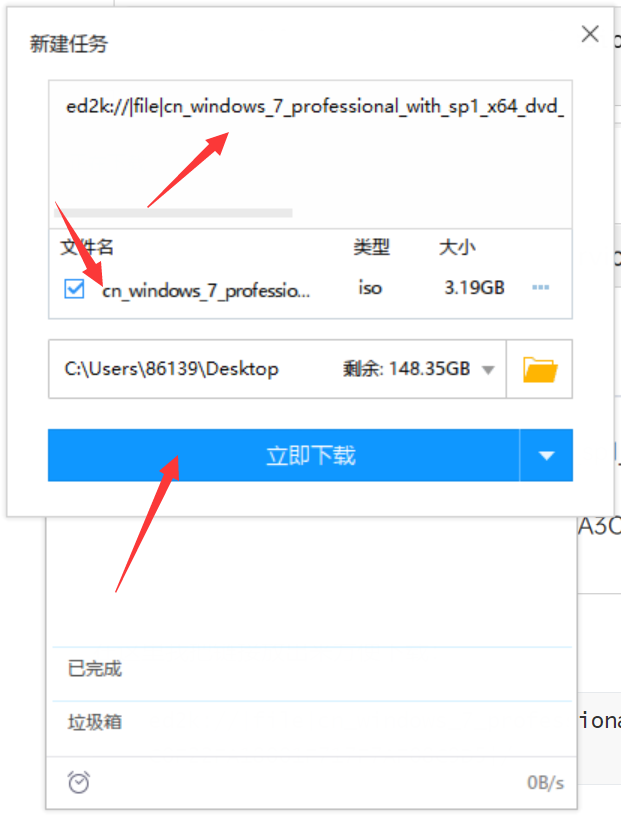 新建任务
ed2k://|file|cn_windows_7_professional_with_sp1_x64_dvd_
文件名 类型 大小
cn_windows_7_professio... iso 3.19GB
C:\Users\86139\Desktop 剩余: 148.35GB
立即下载
A3C
已完成
垃圾箱
iona
0B/s